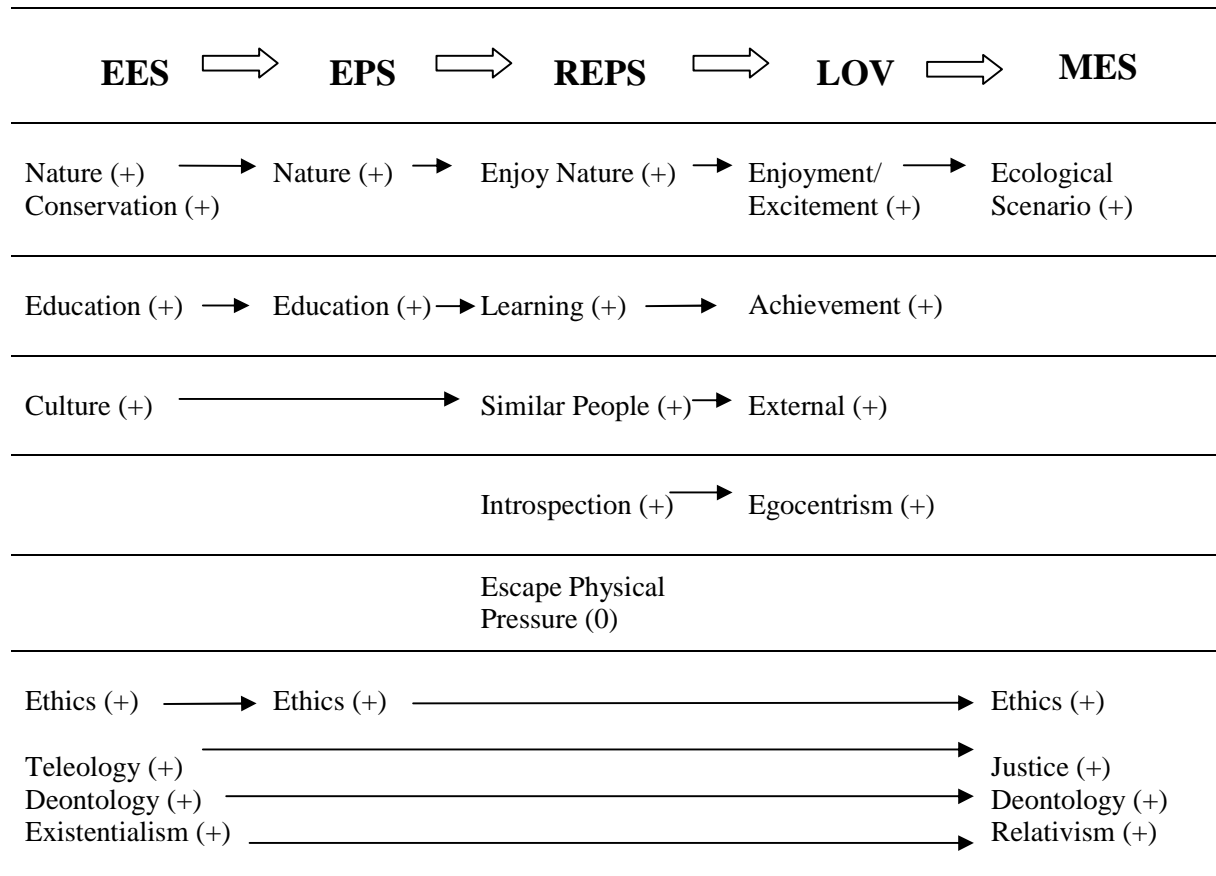 EES EPS REPS LOV MES
Nature (+) Nature (+) Enjoy Nature (+) Enjoyment/ Ecological
Conservation (+) Excitement (+) Scenario (+)
Education (+) Education (+) Learning (+) Achievement (+)
Culture (+) Similar People (+) External (+)
Introspection (+) Egocentrism (+)
Escape Physical
Pressure (0)
Ethics (+) Ethics (+) Ethics (+)
Teleology (+) Justice (+)
Deontology (+) Deontology (+)
Existentialism (+) Relativism (+)